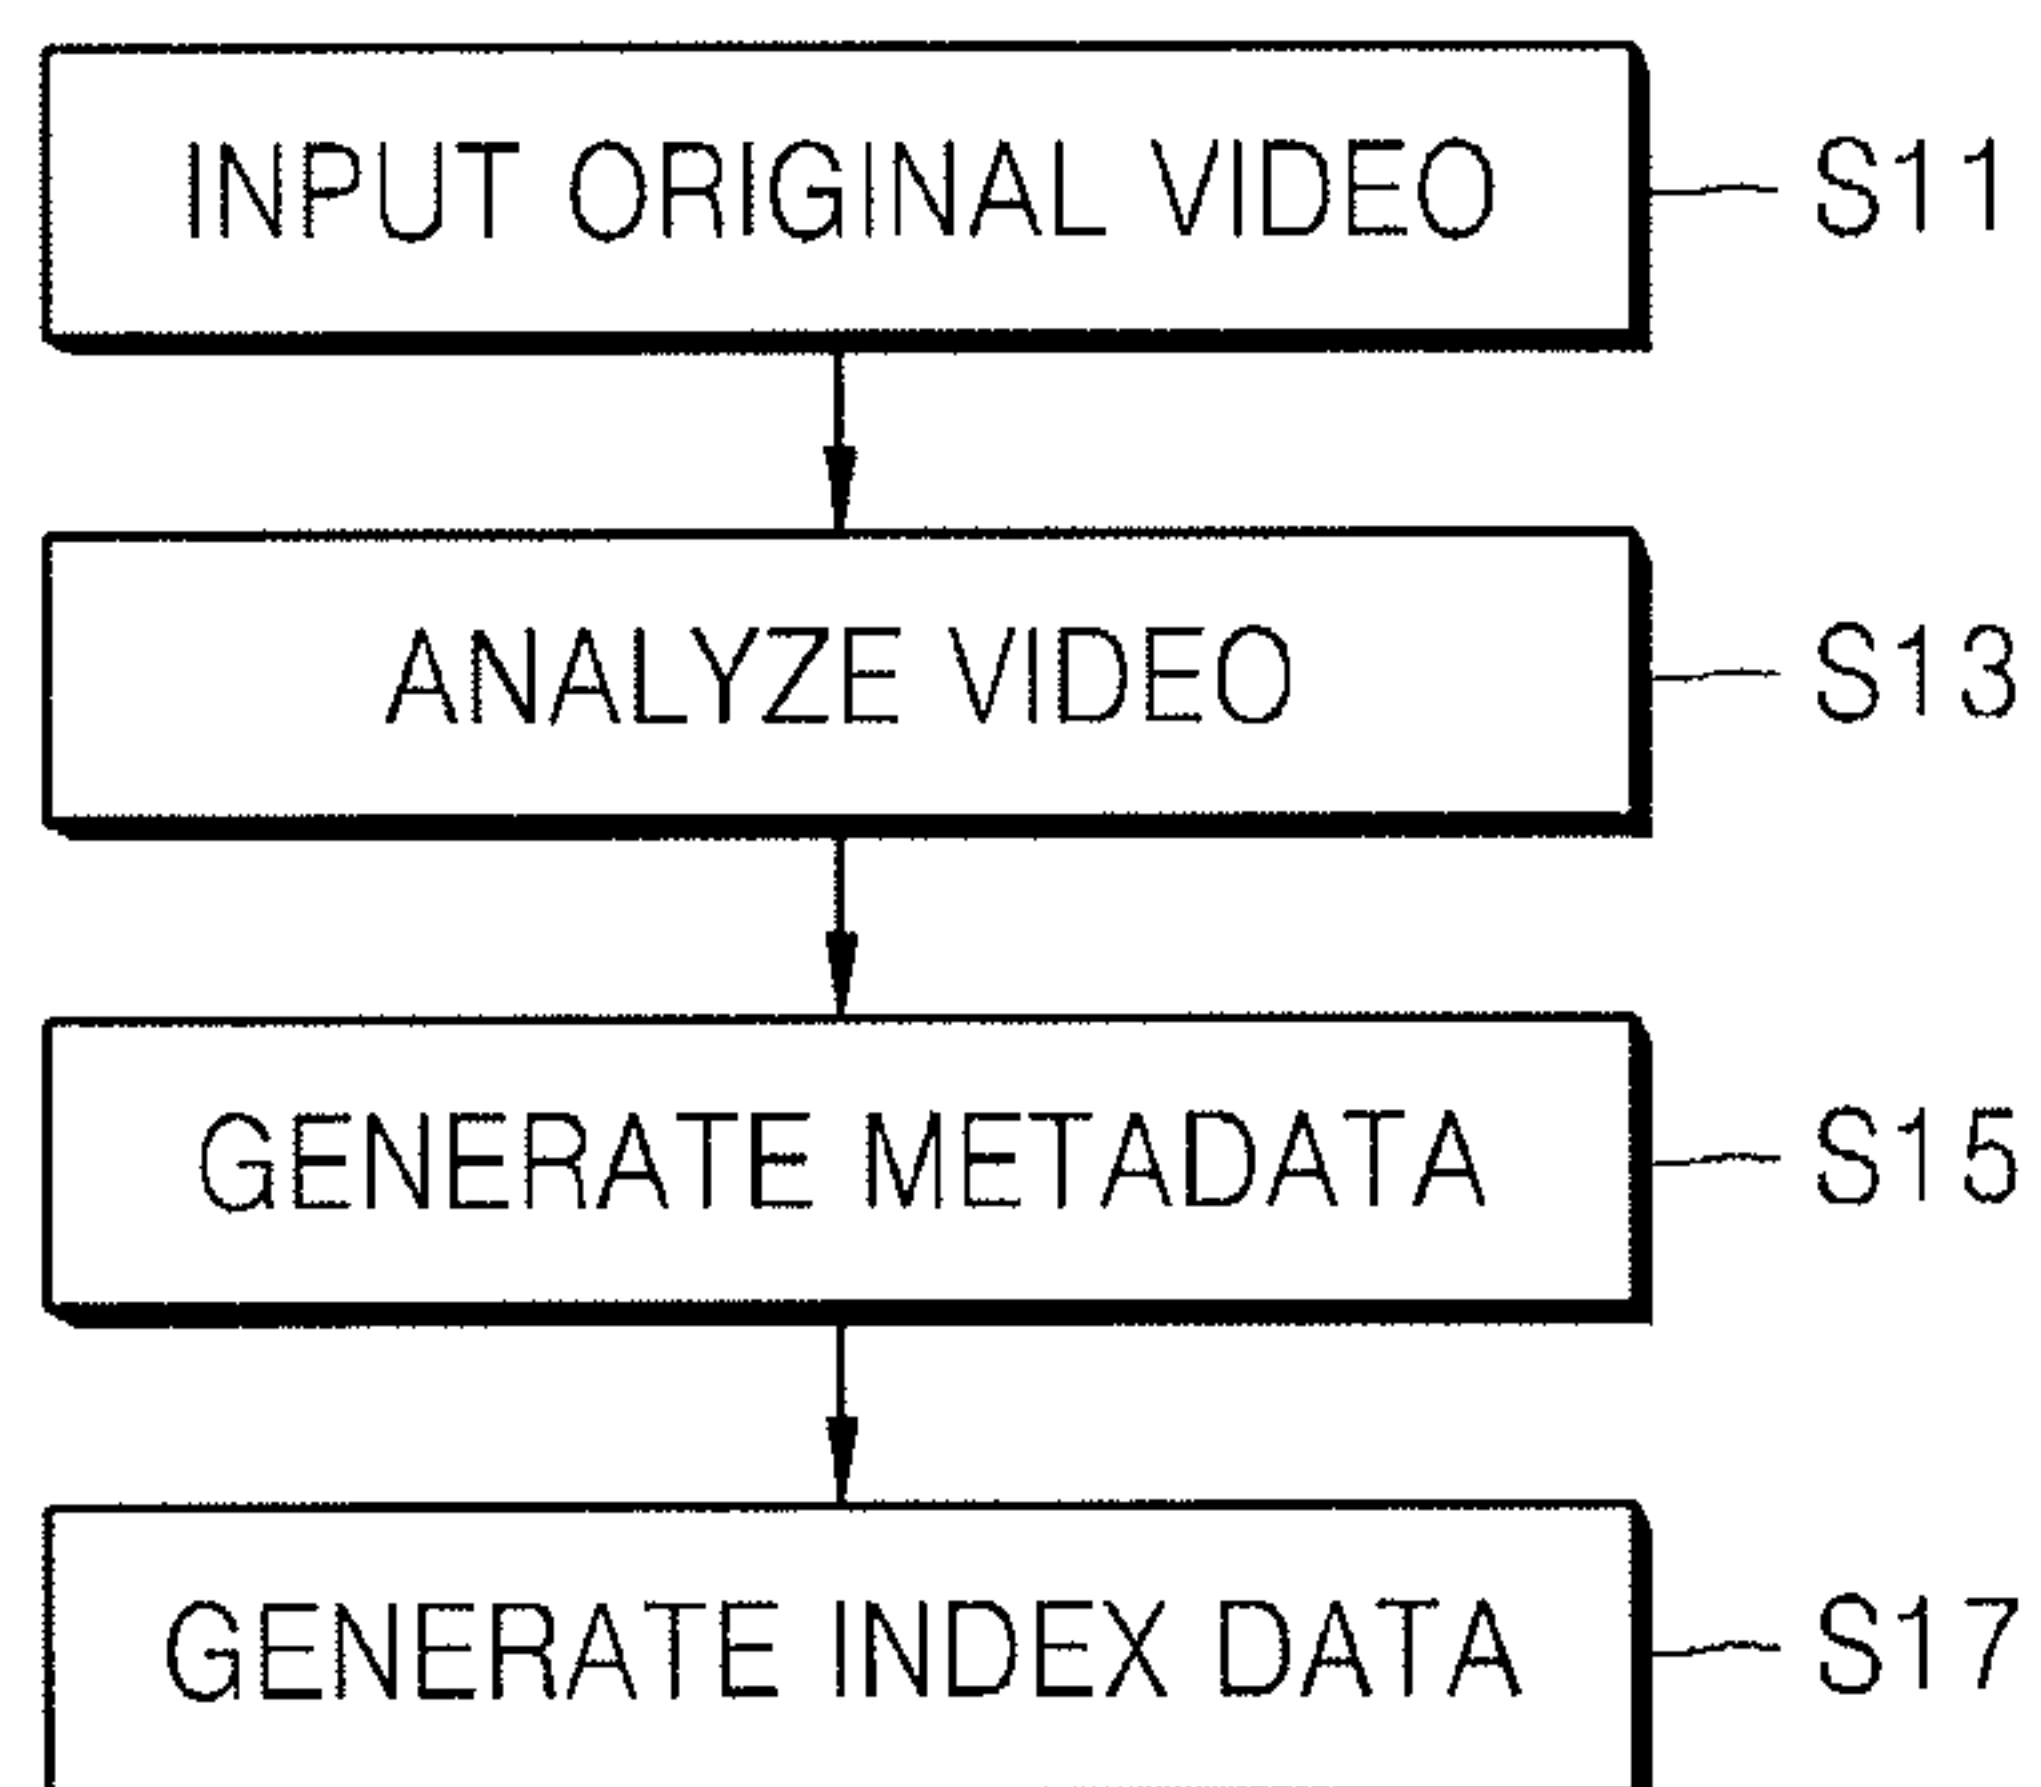 INPUT ORIGINAL VIDEO S11
ANALYZE VIDEO S13
GENERATE METADATA S15
GENERATE INDEX DATA S17